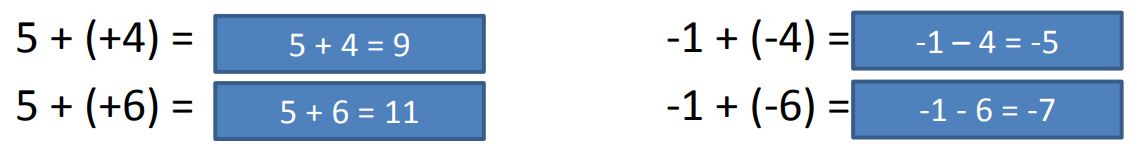 5 + (+4) = 5 + 4 = 9
-1 + (-4) = -1 – 4 = -5
5 + (+6) = 5 + 6 = 11
-1 + (-6) = -1 - 6 = -7